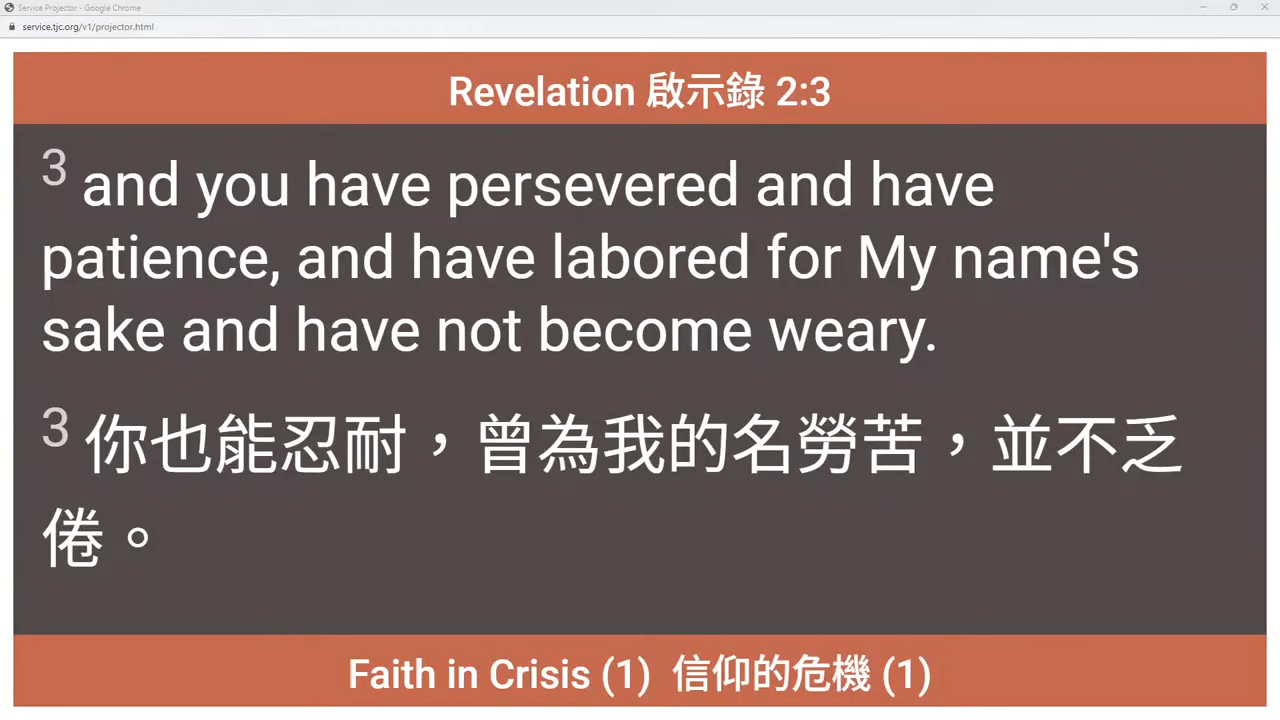 Service Projector - Google Chrome
service.tjc.org/v1/projector.html
Revelation 啟示錄 2:3
3 and you have persevered and have
patience, and have labored for My name's
sake and have not become weary.
3 你也能忍耐，曾為我的名勞苦，並不乏
倦。
Faith in Crisis (1) 信仰的危機 (1)